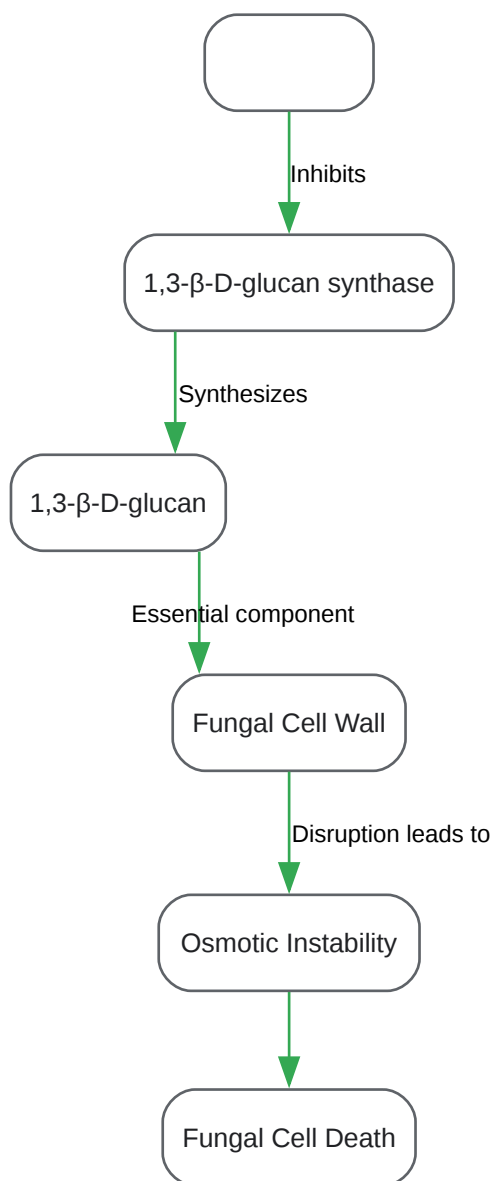 Inhibits
1,3-β-D-glucan synthase
Synthesizes
1,3-β-D-glucan
Essential component
Fungal Cell Wall
Disruption leads to
Osmotic Instability
Fungal Cell Death